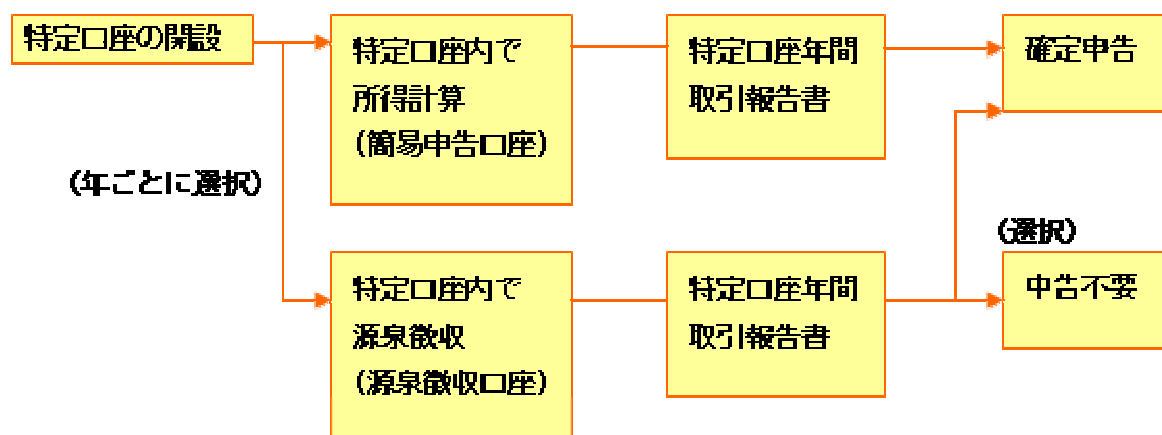 特定口座の開設
特定口座内で
所得計算
(簡易申告口座)
特定口座年間
取引報告書
確定申告
(年ごとに選択)
特定口座内で
源泉徴収
(源泉徴収口座)
特定口座年間
取引報告書
(選択)
申告不要